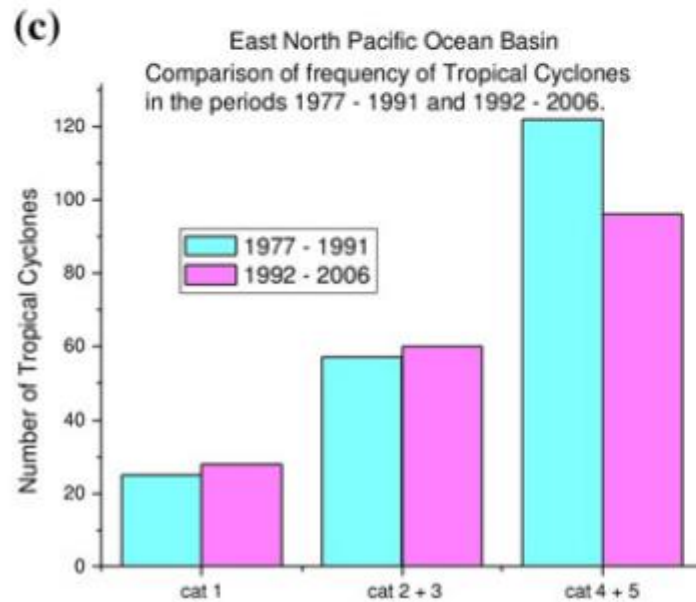 (c)
East North Pacific Ocean Basin
Comparison of frequency of Tropical Cyclones
in the periods 1977 - 1991 and 1992 - 2006.
120
100
80
60
40
20
0
Number of Tropical Cyclones
1977 - 1991
1992 - 2006
cat 1
cat 2 + 3
cat 4 + 5